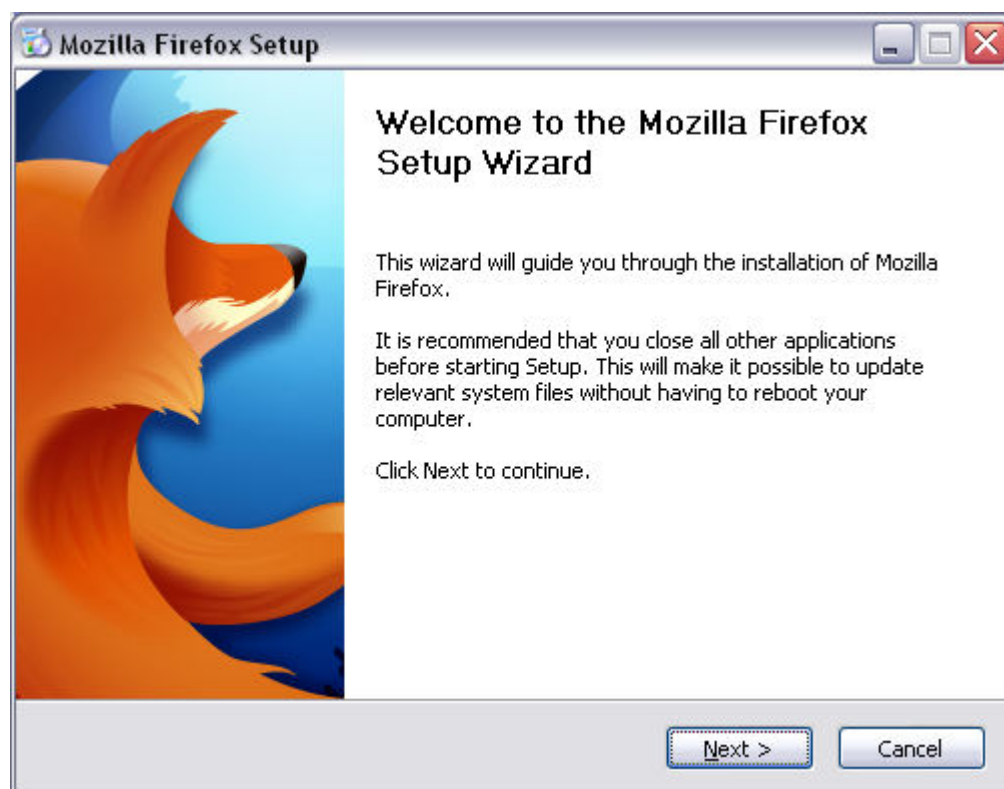 Mozilla Firefox Setup
Welcome to the Mozilla Firefox
Setup Wizard
This wizard will guide you through the installation of Mozilla
Firefox.
It is recommended that you close all other applications
before starting Setup. This will make it possible to update
relevant system files without having to reboot your
computer.
Click Next to continue.
Next >
Cancel